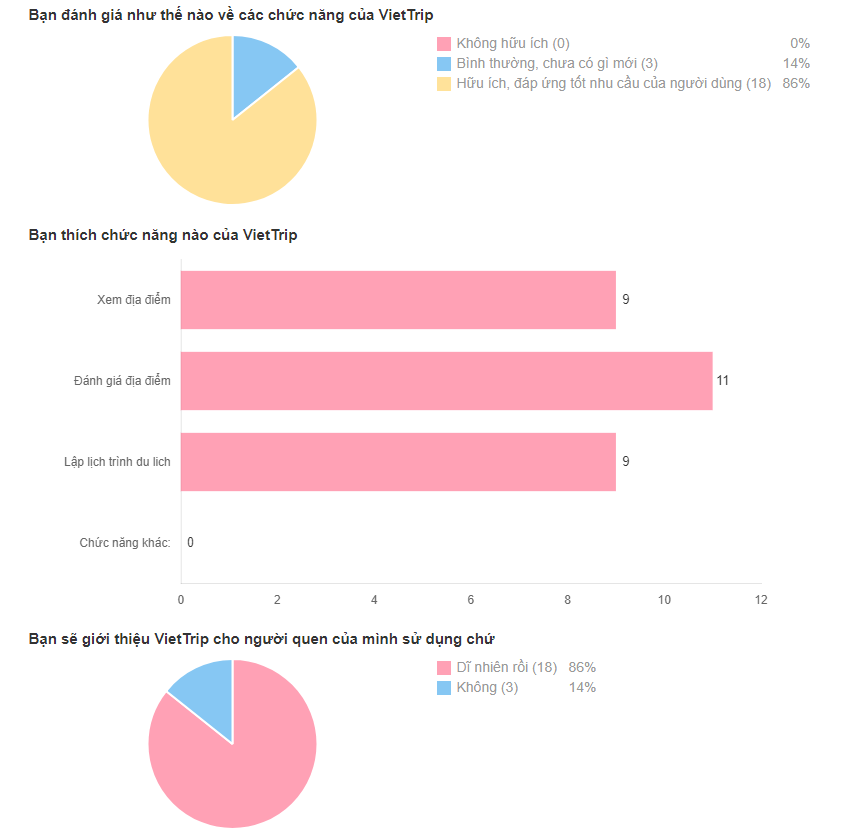 Bạn đánh giá như thế nào về các chức năng của VietTrip
Không hữu ích (0) 0%
Bình thường, chưa có gì mới (3) 14%
Hữu ích, đáp ứng tốt nhu cầu của người dùng (18) 86%
Bạn thích chức năng nào của VietTrip
Xem địa điểm 9
Đánh giá địa điểm 11
Lập lịch trình du lich 9
Chức năng khác: 0
0 2 4 6 8 10 12
Bạn sẽ giới thiệu VietTrip cho người quen của mình sử dụng chứ
Dĩ nhiên rồi (18) 86%
Không (3) 14%